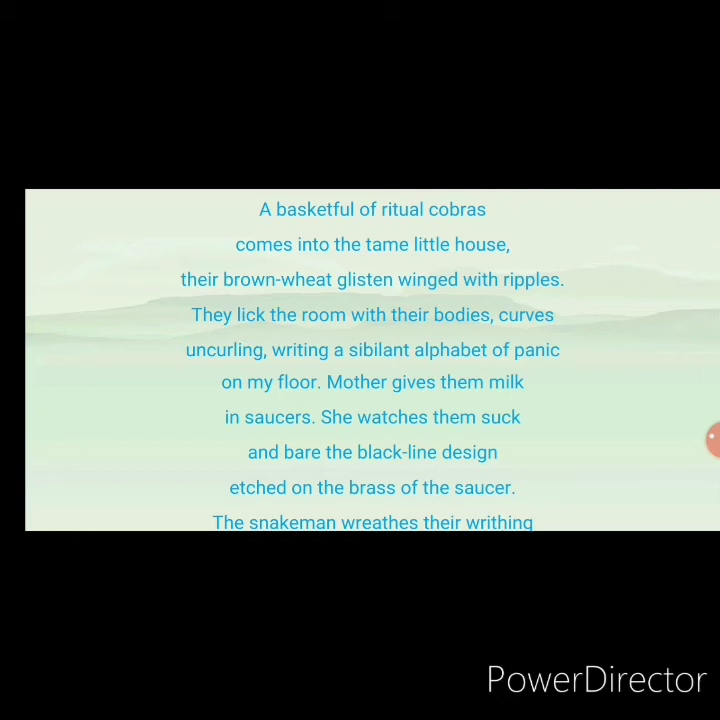 A basketful of ritual cobras
comes into the tame little house,
their brown-wheat glisten winged with ripples.
They lick the room with their bodies, curves
uncurling, writing a sibilant alphabet of panic
on my floor. Mother gives them milk
in saucers. She watches them suck
and bare the black-line design
etched on the brass of the saucer.
The snakeman wreathes their writhing
PowerDirector